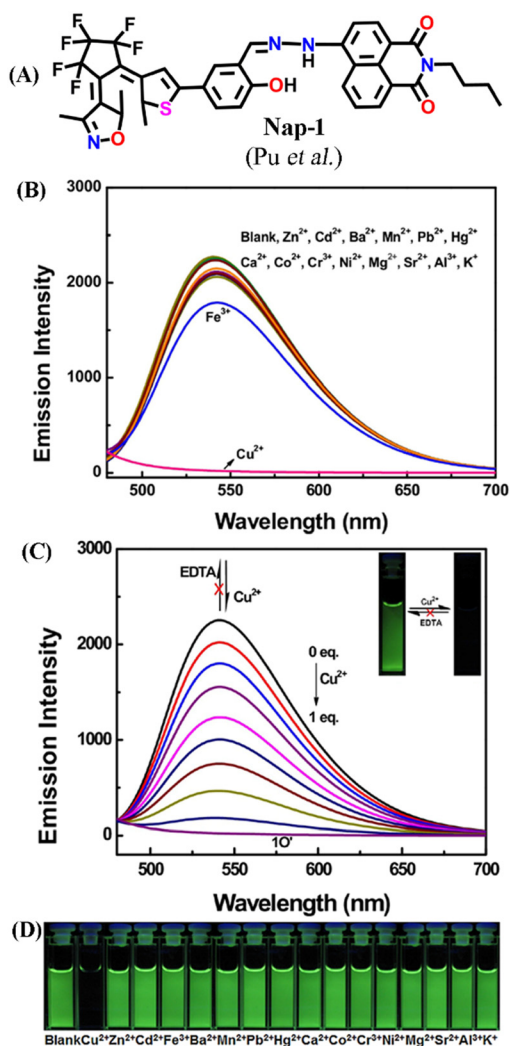 (A)
F F
F F
F F
S
N O
N N
H
OH
O
N
O
Nap-1
(Pu et al.)
(B)
3000
2000
1000
0
Emission Intensity
Blank, Zn²⁺, Cd²⁺, Ba²⁺, Mn²⁺, Pb²⁺, Hg²⁺
Ca²⁺, Co²⁺, Cr³⁺, Ni²⁺, Mg²⁺, Sr²⁺, Al³⁺, K⁺
Fe³⁺
Cu²⁺
500 550 600 650 700
Wavelength (nm)
(C)
3000
2000
1000
0
Emission Intensity
EDTA
Cu²⁺
0 eq.
Cu²⁺
1 eq.
Cu²⁺
EDTA
1O'
500 550 600 650 700
Wavelength (nm)
(D)
BlankCu²⁺Zn²⁺Cd²⁺Fe³⁺Ba²⁺Mn²⁺Pb²⁺Hg²⁺Ca²⁺Co²⁺Cr³⁺Ni²⁺Mg²⁺Sr²⁺Al³⁺K⁺